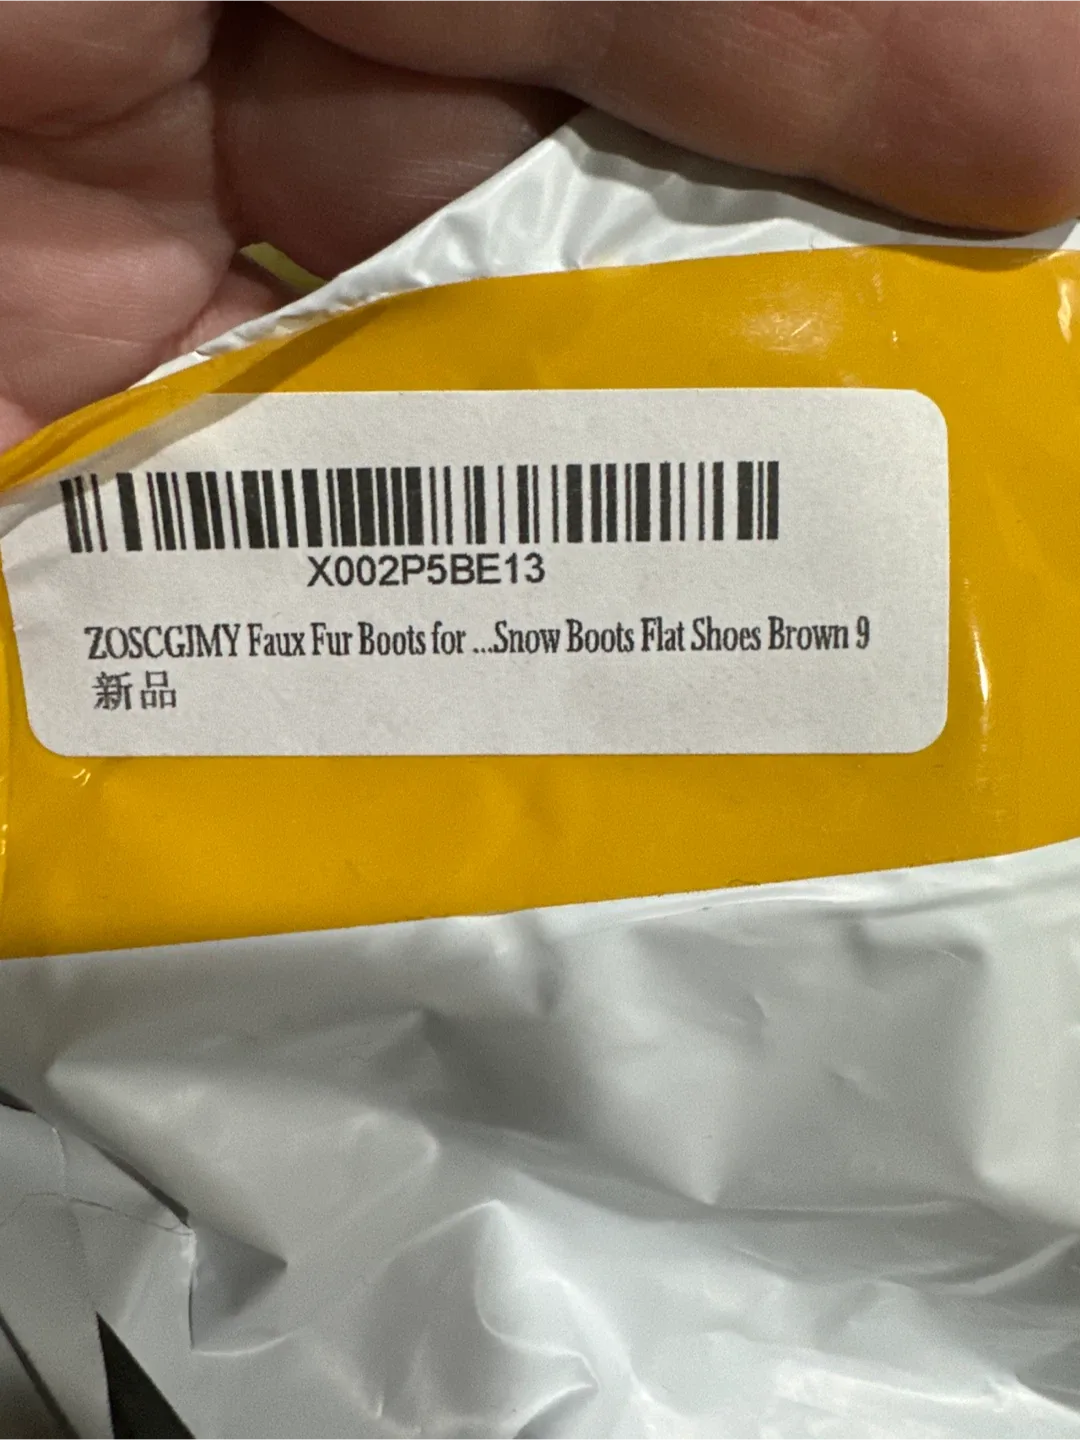 X002P5BE13
ZOSCGJMY Faux Fur Boots for ...Snow Boots Flat Shoes Brown 9
新品